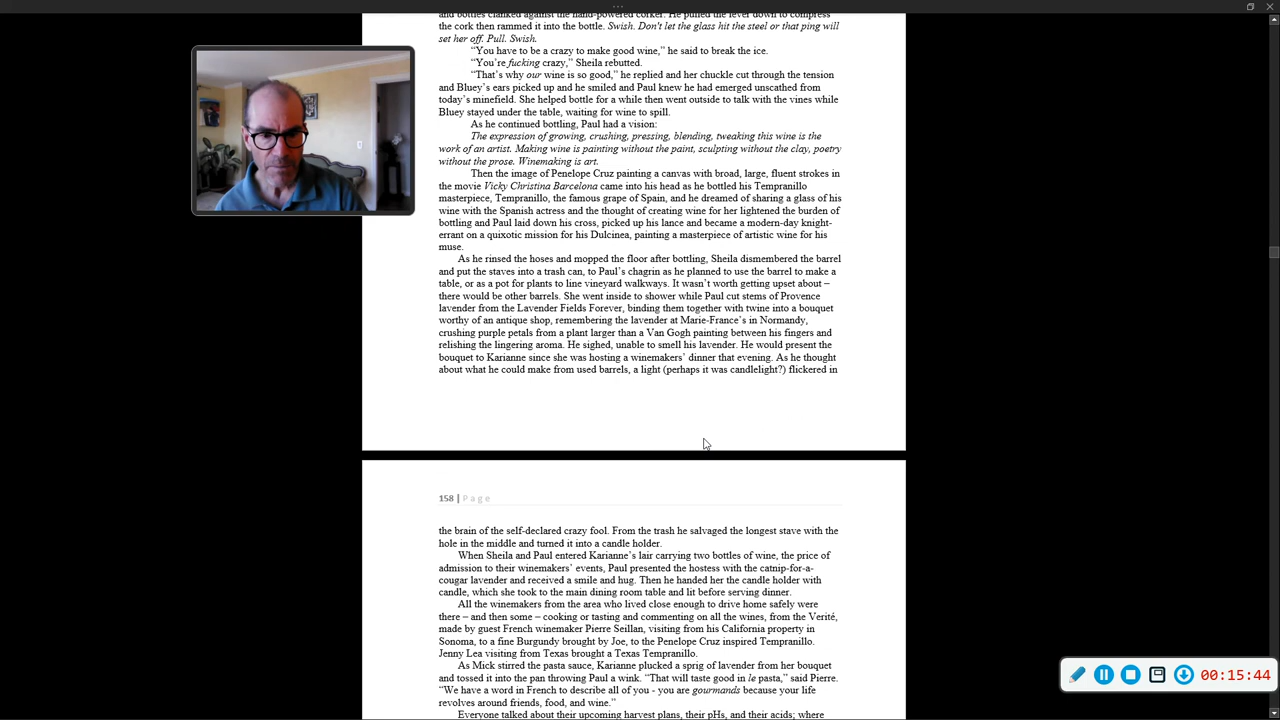 and bottles clanked against the hand-powered corker. He pulled the lever down to compress
the cork then rammed it into the bottle. Swish. Don't let the glass hit the steel or that ping will
set her off. Pull. Swish.
“You have to be a crazy to make good wine,” he said to break the ice.
“You’re fucking crazy,” Sheila rebutted.
“That’s why our wine is so good,” he replied and her chuckle cut through the tension
and Bluey’s ears picked up and he smiled and Paul knew he had emerged unscathed from
today’s minefield. She helped bottle for a while then went outside to talk with the vines while
Bluey stayed under the table, waiting for wine to spill.
As he continued bottling, Paul had a vision:
The expression of growing, crushing, pressing, blending, tweaking this wine is the
work of an artist. Making wine is painting without the paint, sculpting without the clay, poetry
without the prose. Winemaking is art.
Then the image of Penelope Cruz painting a canvas with broad, large, fluent strokes in
the movie Vicky Christina Barcelona came into his head as he bottled his Tempranillo
masterpiece, Tempranillo, the famous grape of Spain, and he dreamed of sharing a glass of his
wine with the Spanish actress and the thought of creating wine for her lightened the burden of
bottling and Paul laid down his cross, picked up his lance and became a modern-day knight-
errant on a quixotic mission for his Dulcinea, painting a masterpiece of artistic wine for his
muse.
As he rinsed the hoses and mopped the floor after bottling, Sheila dismembered the barrel
and put the staves into a trash can, to Paul’s chagrin as he planned to use the barrel to make a
table, or as a pot for plants to line vineyard walkways. It wasn’t worth getting upset about –
there would be other barrels. She went inside to shower while Paul cut stems of Provence
lavender from the Lavender Fields Forever, binding them together with twine into a bouquet
worthy of an antique shop, remembering the lavender at Marie-France’s in Normandy,
crushing purple petals from a plant larger than a Van Gogh painting between his fingers and
relishing the lingering aroma. He sighed, unable to smell his lavender. He would present the
bouquet to Karianne since she was hosting a winemakers’ dinner that evening. As he thought
about what he could make from used barrels, a light (perhaps it was candlelight?) flickered in
158 | Page
the brain of the self-declared crazy fool. From the trash he salvaged the longest stave with the
hole in the middle and turned it into a candle holder.
When Sheila and Paul entered Karianne’s lair carrying two bottles of wine, the price of
admission to their winemakers’ events, Paul presented the hostess with the catnip-for-a-
cougar lavender and received a smile and hug. Then he handed her the candle holder with
candle, which she took to the main dining room table and lit before serving dinner.
All the winemakers from the area who lived close enough to drive home safely were
there – and then some – cooking or tasting and commenting on all the wines, from the Verité,
made by guest French winemaker Pierre Seillan, visiting from his California property in
Sonoma, to a fine Burgundy brought by Joe, to the Penelope Cruz inspired Tempranillo.
Jenny Lea visiting from Texas brought a Texas Tempranillo.
As Mick stirred the pasta sauce, Karianne plucked a sprig of lavender from her bouquet
and tossed it into the pan throwing Paul a wink. “That will taste good in le pasta,” said Pierre.
“We have a word in French to describe all of you - you are gourmands because your life
revolves around friends, food, and wine.”
Everyone talked about their upcoming harvest plans, their pHs, and their acids; where
00:15:44